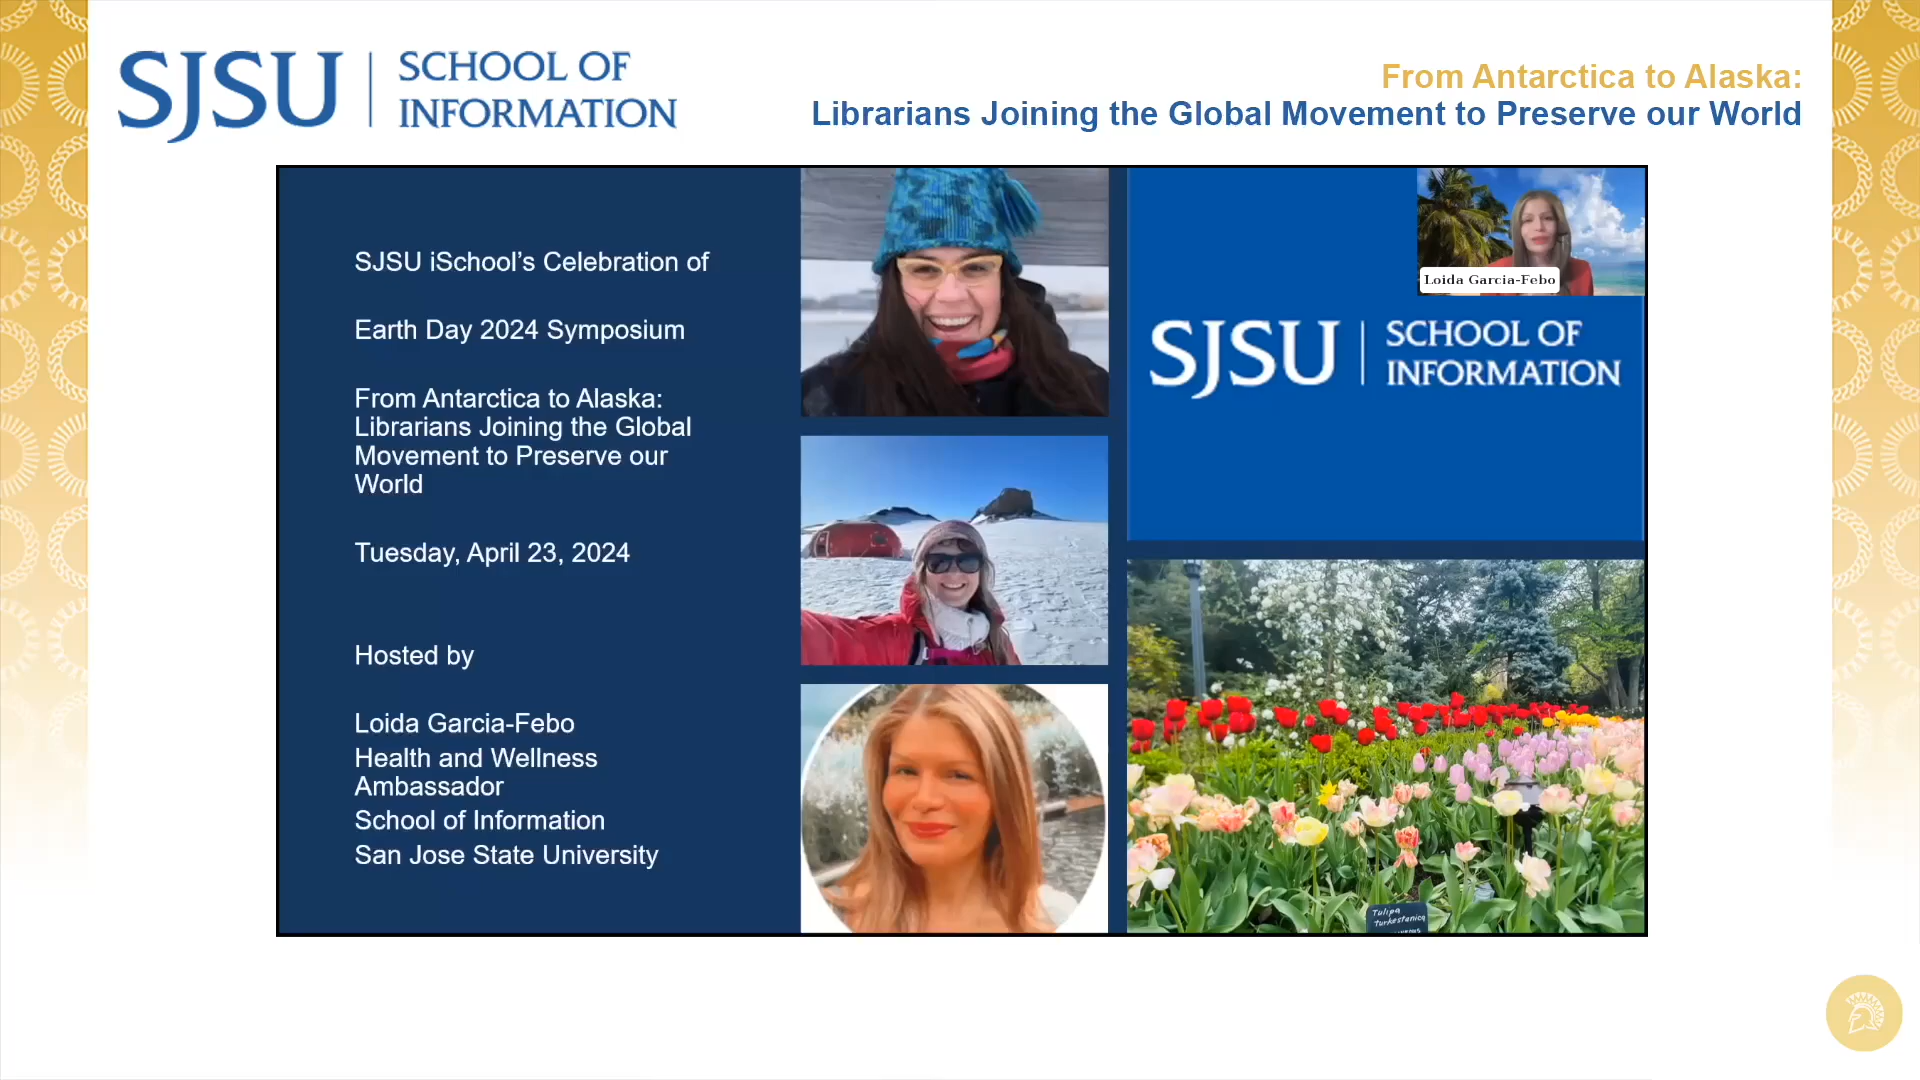 SJSU | SCHOOL OF
INFORMATION
From Antarctica to Alaska:
Librarians Joining the Global Movement to Preserve our World
SJSU iSchool's Celebration of
Earth Day 2024 Symposium
From Antarctica to Alaska:
Librarians Joining the Global
Movement to Preserve our
World
Tuesday, April 23, 2024
Hosted by
Loida Garcia-Febo
Health and Wellness
Ambassador
School of Information
San Jose State University
Loida Garcia-Febo
SJSU | SCHOOL OF
INFORMATION
Tulipa
Turkestanica